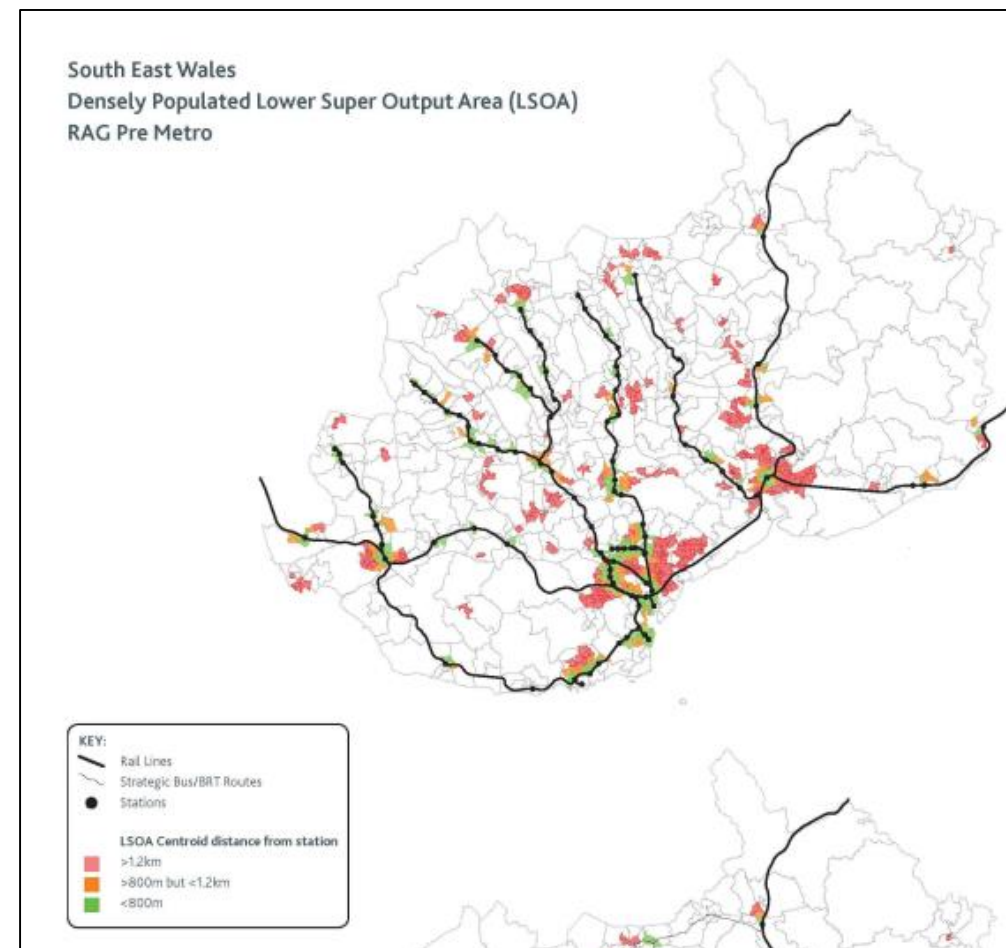 South East Wales
Densely Populated Lower Super Output Area (LSOA)
RAG Pre Metro
KEY:
Rail Lines
Strategic Bus/BRT Routes
Stations
LSOA Centroid distance from station
>1.2km
>800m but <1.2km
<800m